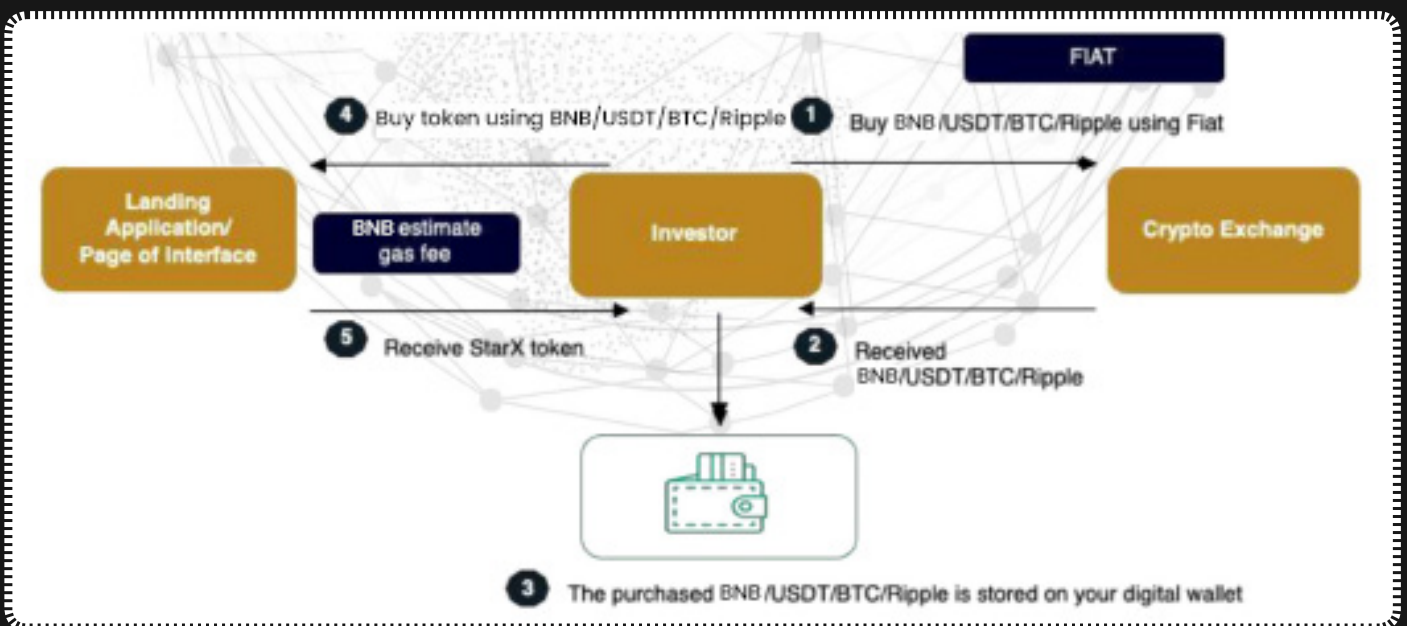 FIAT
4 Buy token using BNB/USDT/BTC/Ripple
1 Buy BNB/USDT/BTC/Ripple using Fiat
Landing
Application/
Page of Interface
BNB estimate
gas fee
Investor
Crypto Exchange
5 Receive StarX token
2 Received
BNB/USDT/BTC/Ripple
3 The purchased BNB/USDT/BTC/Ripple is stored on your digital wallet